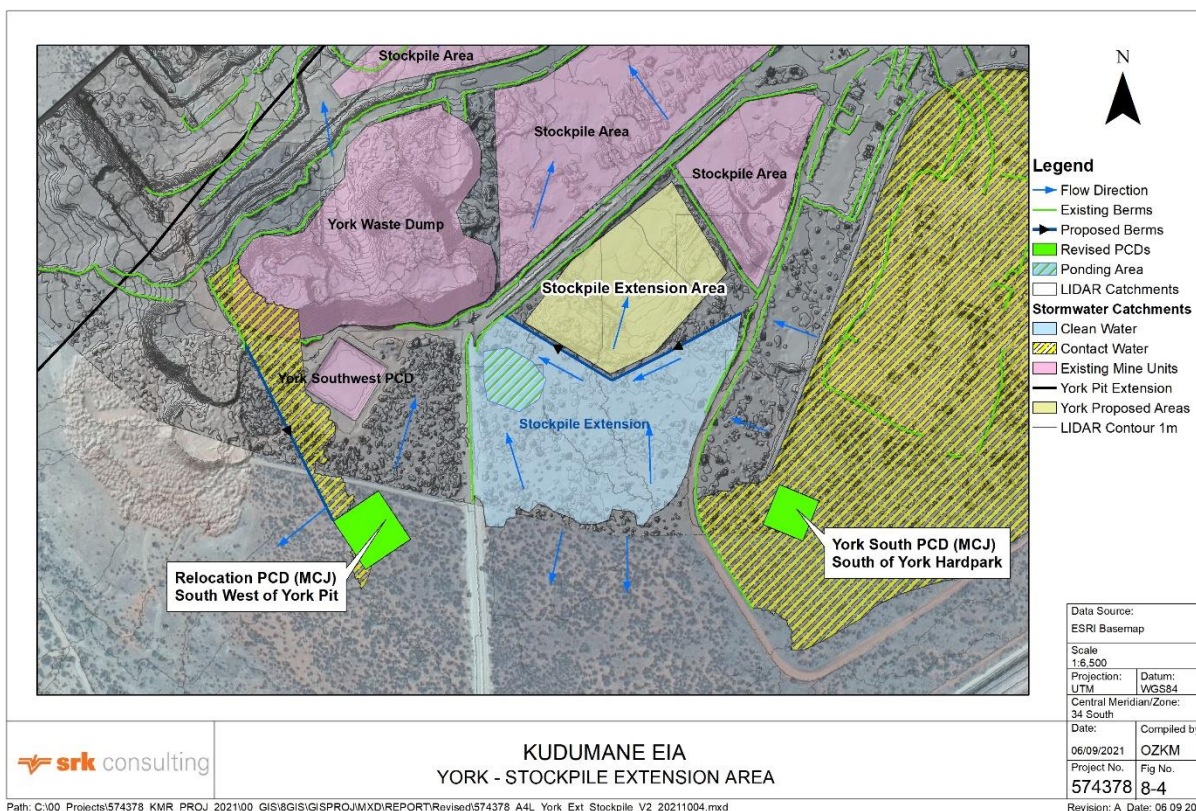 Stockpile Area
N
Stockpile Area
Stockpile Area
York Waste Dump
Stockpile Extension Area
York Southwest PCD
Stockpile Extension
Relocation PCD (MCJ)
South West of York Pit
York South PCD (MCJ)
South of York Hardpark
Legend
Flow Direction
Existing Berms
Proposed Berms
Revised PCDs
Ponding Area
LIDAR Catchments
Stormwater Catchments
Clean Water
Contact Water
Existing Mine Units
York Pit Extension
York Proposed Areas
LIDAR Contour 1m
Data Source:
ESRI Basemap
Scale
1:6,500
Projection: Datum:
UTM WGS84
Central Meridian/Zone:
34 South
Date: Compiled by
06/09/2021 OZKM
Project No. Fig No.
574378 8-4
srk consulting
KUDUMANE EIA
YORK - STOCKPILE EXTENSION AREA
Path: C:\00_Projects\574378_KMR_PROJ_2021\00_GIS\8GIS\GISPROJ\MXD\REPORT\Revised\574378_A4L_York_Ext_Stockpile_V2_20211004.mxd
Revision: A Date: 06 09 20